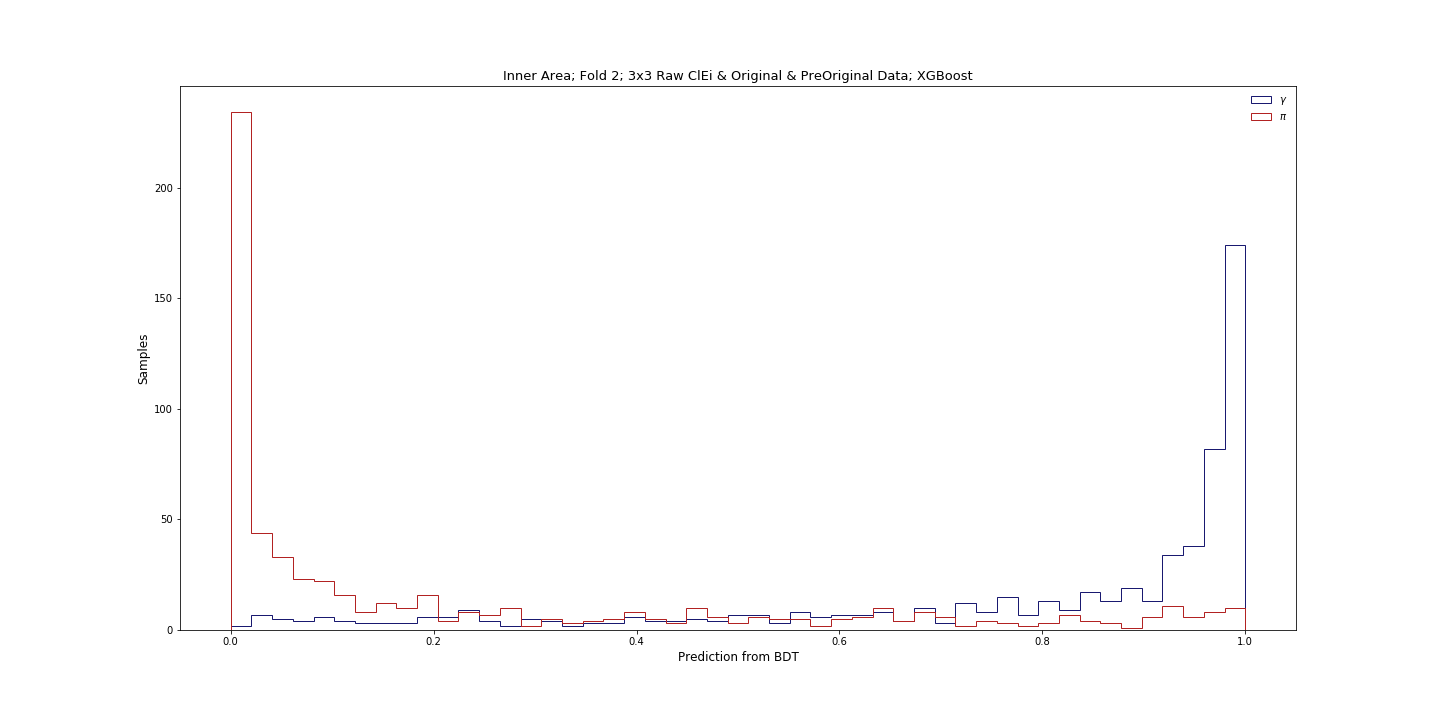 Inner Area; Fold 2; 3x3 Raw ClEi & Original & PreOriginal Data; XGBoost
γ
π
200
150
100
50
0
Samples
0.0 0.2 0.4 0.6 0.8 1.0
Prediction from BDT